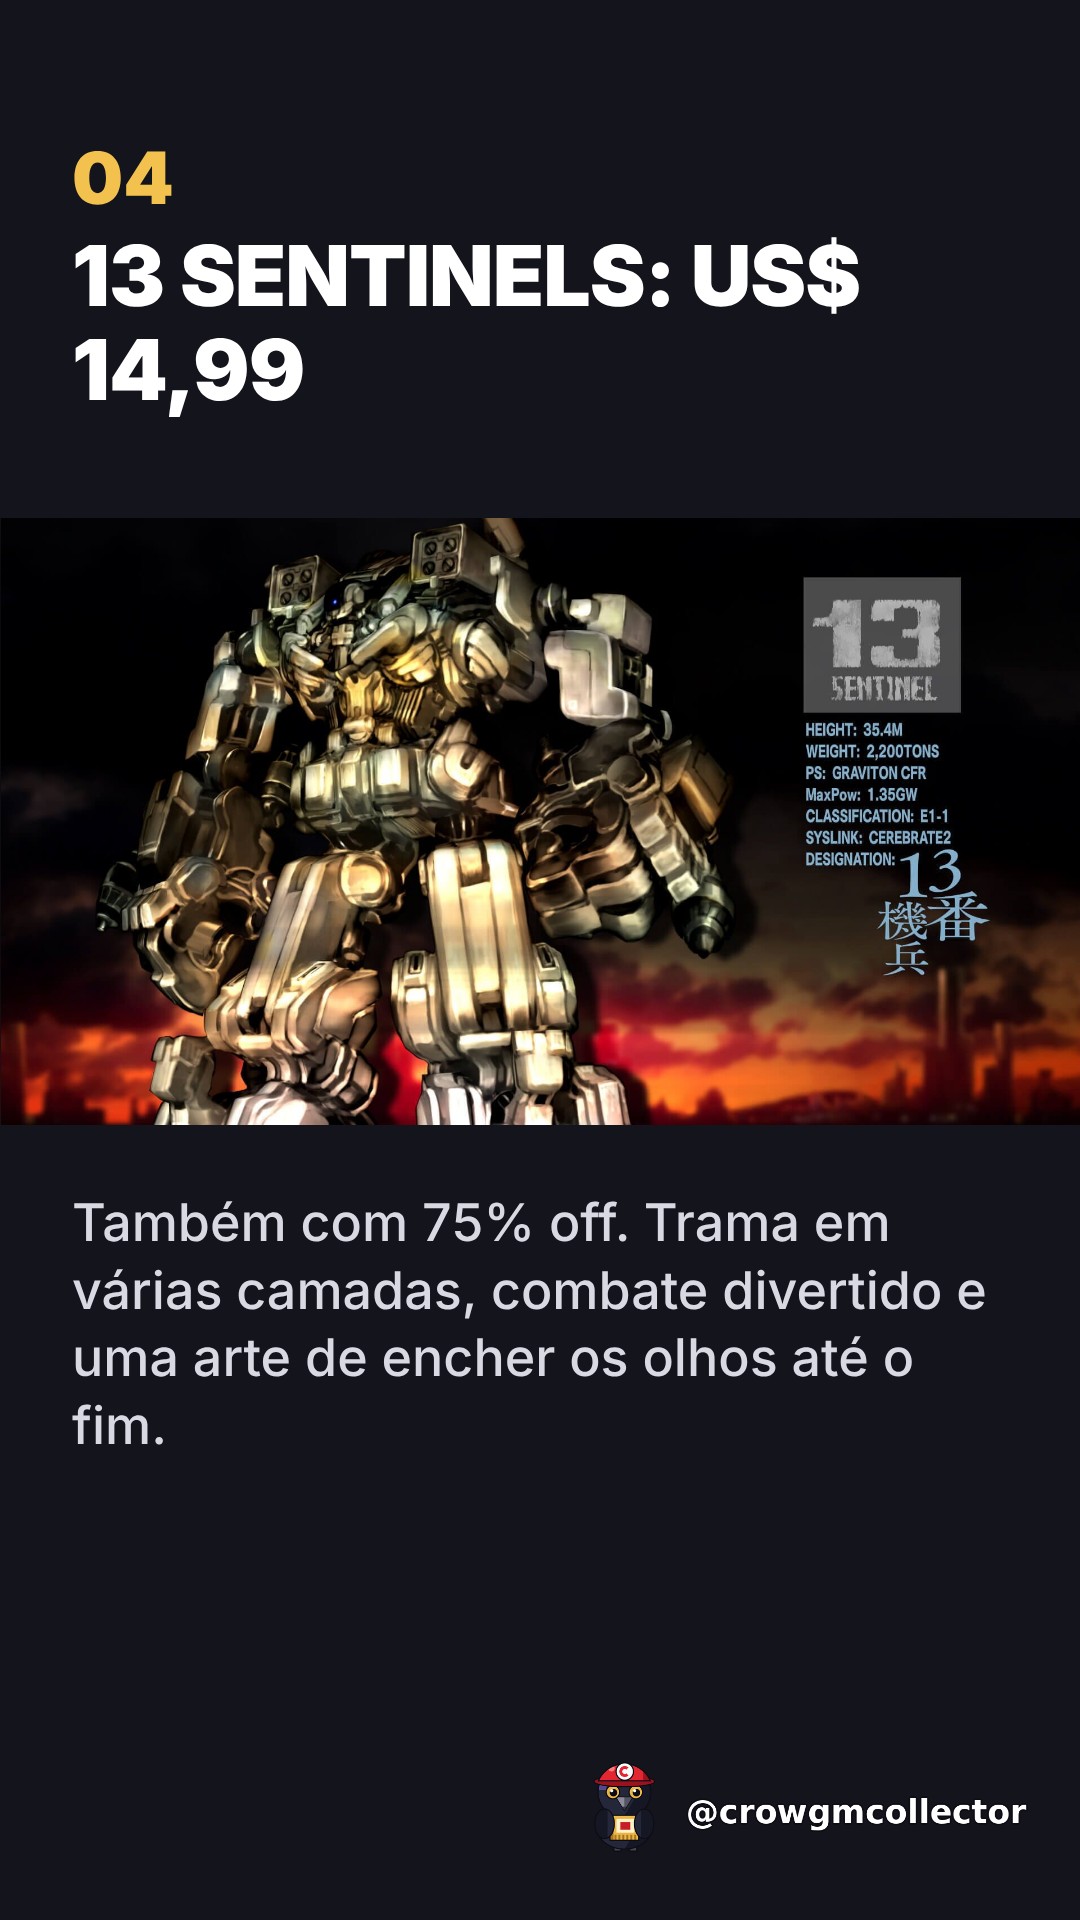 04
13 SENTINELS: US$
14,99
13
SENTINEL
HEIGHT: 35.4M
WEIGHT: 2,200TONS
PS: GRAVITON CFR
MaxPow: 1.35GW
CLASSIFICATION: E1-1
SYSLINK: CEREBRATE2
DESIGNATION: 13
番
機
兵
Também com 75% off. Trama em
várias camadas, combate divertido e
uma arte de encher os olhos até o
fim.
C
@crowgmcollector